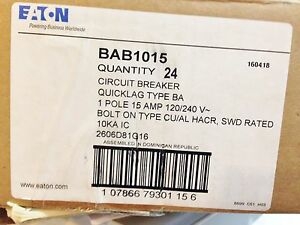 EATON
Powering Business Worldwide
BAB1015
160418
QUANTITY 24
CIRCUIT BREAKER
QUICKLAG TYPE BA
1 POLE 15 AMP 120/240 V~
BOLT ON TYPE CU/AL HACR, SWD RATED
10KA IC
2606D81G16
ASSEMBLED IN DOMINICAN REPUBLIC
www.eaton.com
1 07866 79301 15 6